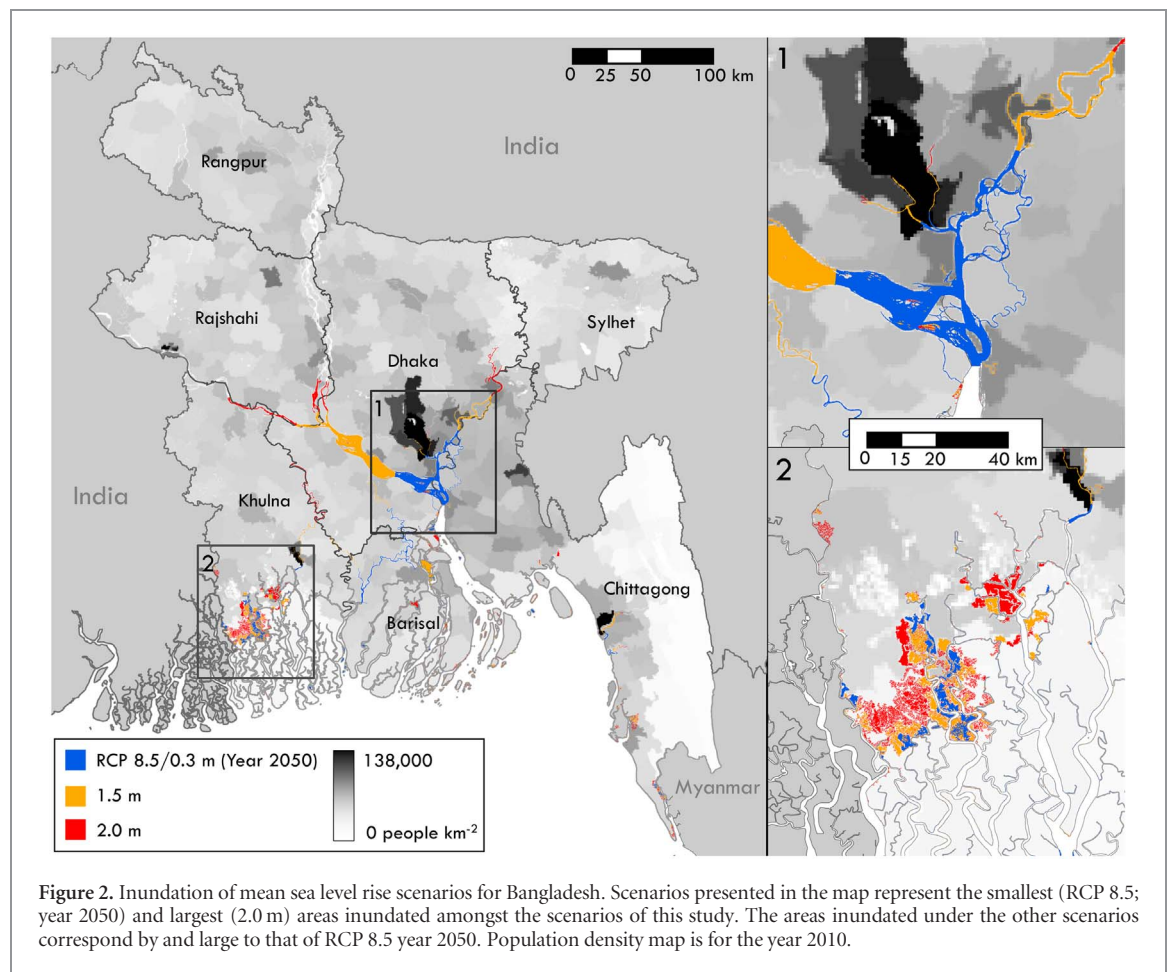 0 25 50 100 km
India
Rangpur
Rajshahi
Sylhet
Dhaka
1
India
Khulna
2
Chittagong
Barisal
Myanmar
RCP 8.5/0.3 m (Year 2050)
1.5 m
2.0 m
138,000
0 people km-2
1
0 15 20 40 km
2
Figure 2. Inundation of mean sea level rise scenarios for Bangladesh. Scenarios presented in the map represent the smallest (RCP 8.5;
year 2050) and largest (2.0 m) areas inundated amongst the scenarios of this study. The areas inundated under the other scenarios
correspond by and large to that of RCP 8.5 year 2050. Population density map is for the year 2010.